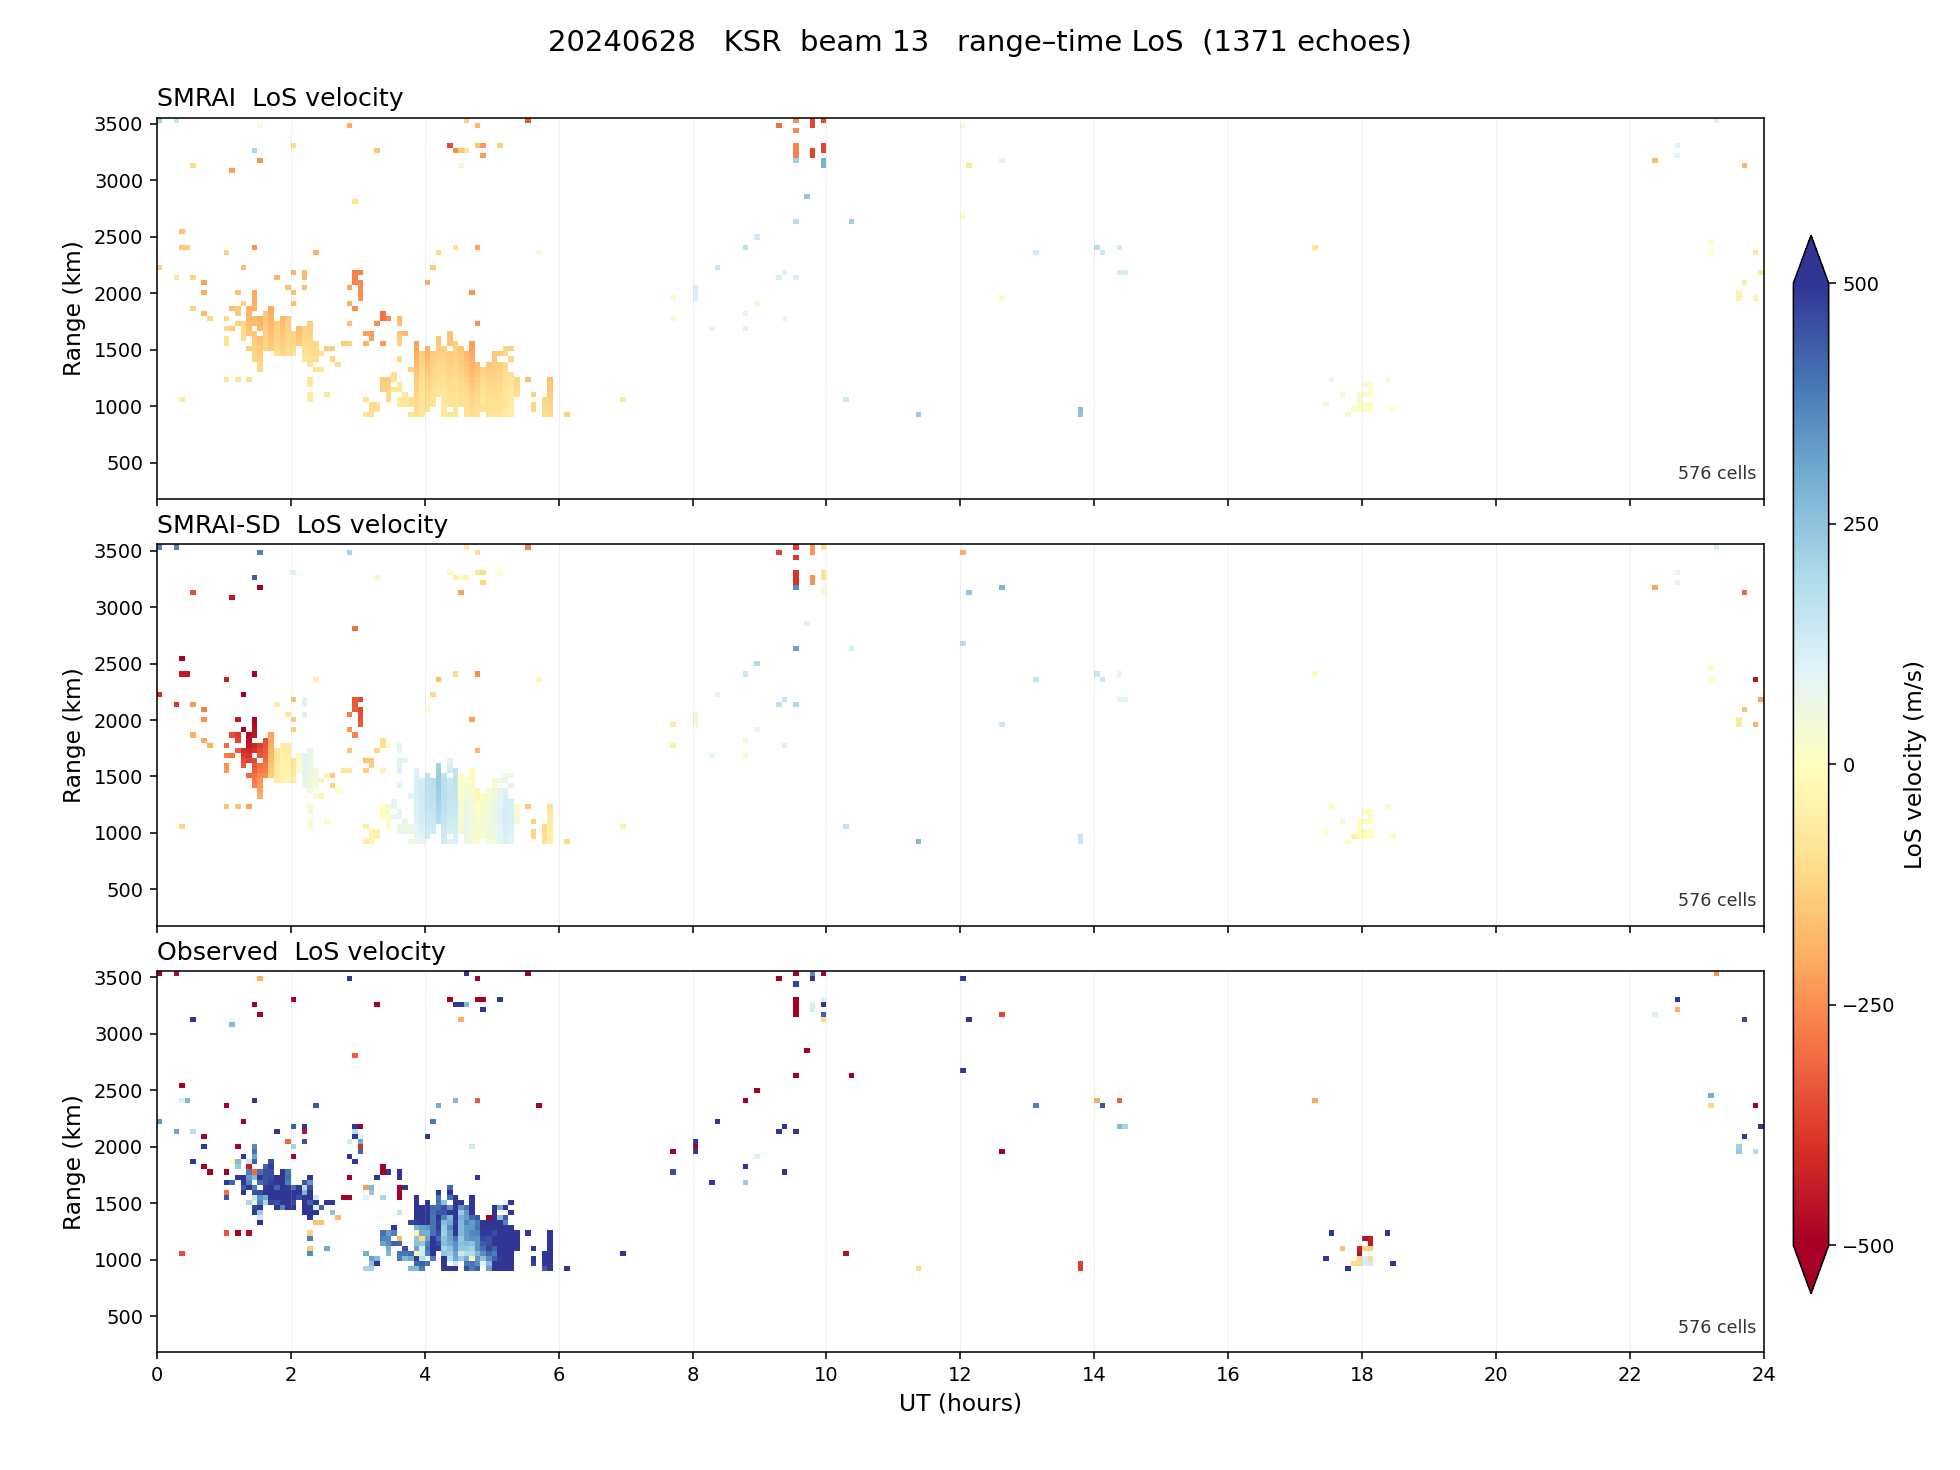 20240628   KSR  beam 13   range–time LoS  (1371 echoes)
SMRAI  LoS velocity
3500
3000
2500
2000
1500
1000
500
Range (km)
576 cells
SMRAI-SD  LoS velocity
3500
3000
2500
2000
1500
1000
500
Range (km)
576 cells
Observed  LoS velocity
3500
3000
2500
2000
1500
1000
500
Range (km)
576 cells
0 2 4 6 8 10 12 14 16 18 20 22 24
UT (hours)
500
250
0
−250
−500
LoS velocity (m/s)